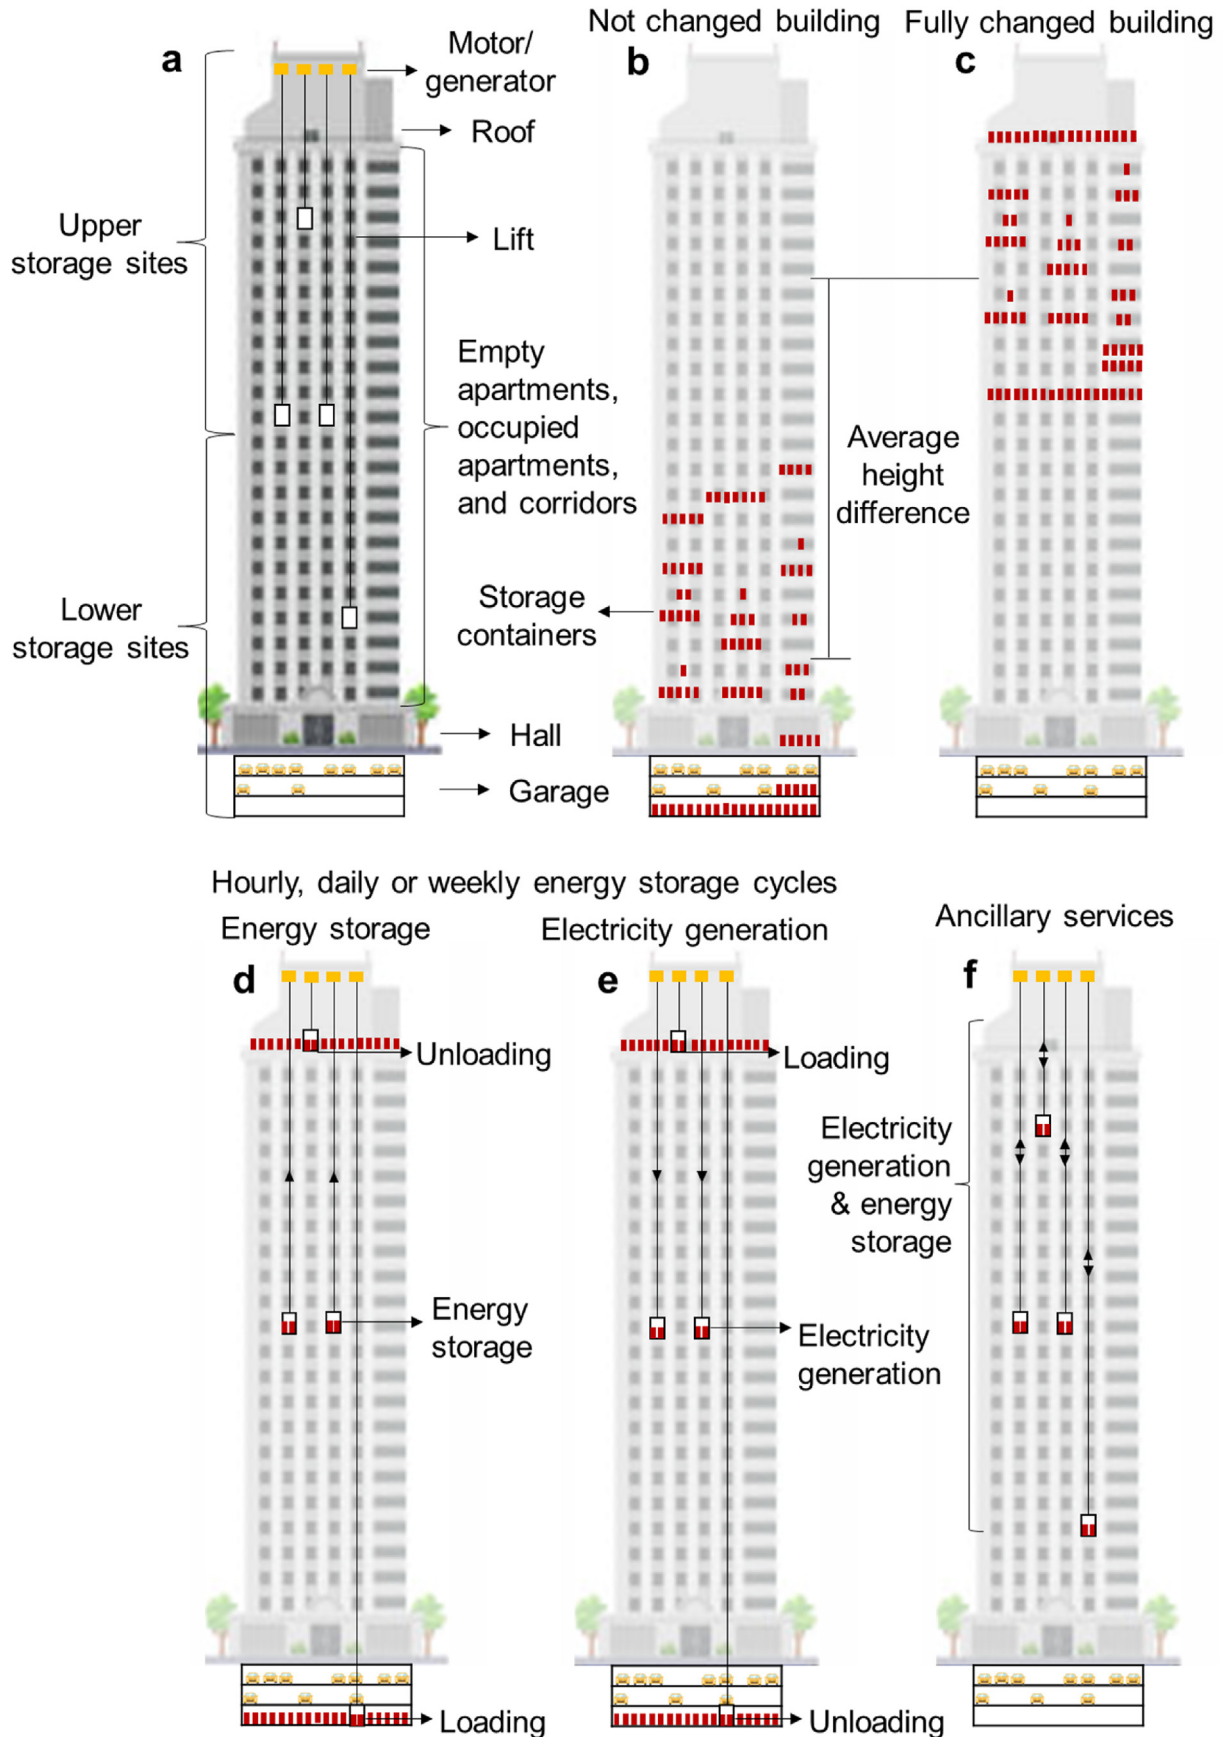 Not changed building
Fully changed building
a
Motor/
generator
b
c
Roof
Upper
storage sites
Lift
Empty
apartments,
occupied
apartments,
and corridors
Average
height
difference
Lower
storage sites
Storage
containers
Hall
Garage
Hourly, daily or weekly energy storage cycles
Energy storage
Electricity generation
Ancillary services
d
e
f
Unloading
Loading
Electricity
generation
& energy
storage
Energy
storage
Electricity
generation
Loading
Unloading